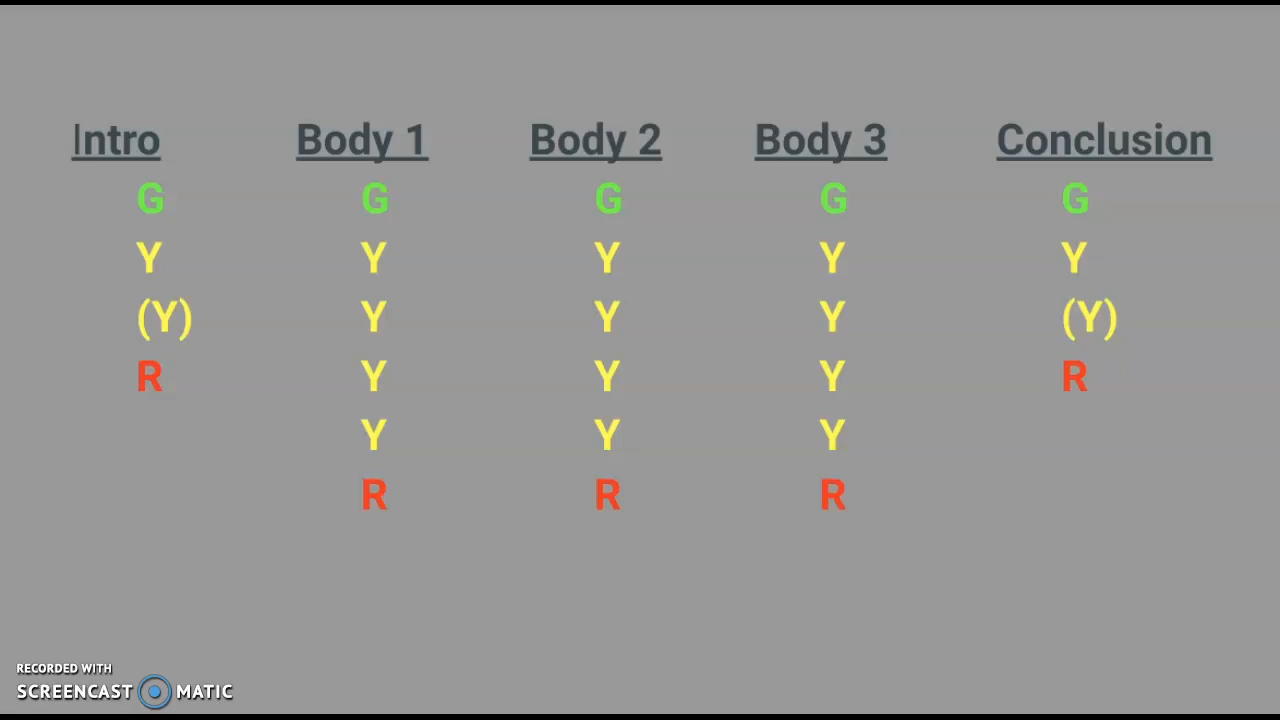 Intro Body 1 Body 2 Body 3 Conclusion
G G G G G
Y Y Y Y Y
(Y) Y Y Y (Y)
R Y Y Y R
Y Y Y
R R R
RECORDED WITH
SCREENCAST MATIC